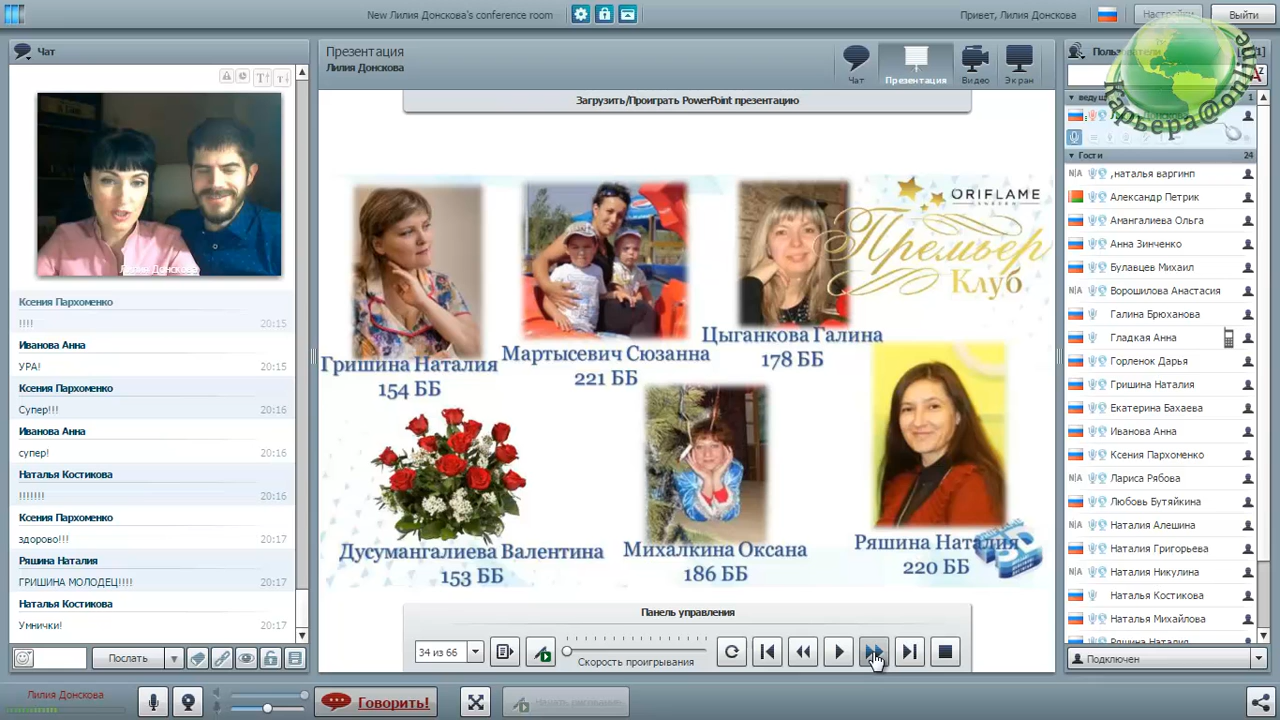 New Лилия Донскова's conference room
Привет, Лилия Донскова
Настройки
Выйти
Карьера@online
Чат
Лилия Донскова
Ксения Пархоменко
!!!!
20:15
Иванова Анна
УРА!
20:15
Ксения Пархоменко
Супер!!!
20:16
Иванова Анна
супер!
20:16
Наталья Костикова
!!!!!!!
20:16
Ксения Пархоменко
здорово!!!
20:17
Ряшина Наталия
ГРИШИНА МОЛОДЕЦ!!!!
20:17
Наталья Костикова
Умнички!
20:17
Послать
Презентация
Лилия Донскова
Чат
Презентация
Видео
Экран
Загрузить/Проиграть PowerPoint презентацию
ORIFLAME
SWEDEN
Премьер
Клуб
Гришина Наталия
154 ББ
Мартысевич Сюзанна
221 ББ
Цыганкова Галина
178 ББ
Дусумангалиева Валентина
153 ББ
Михалкина Оксана
186 ББ
Ряшина Наталия
220 ББ
Панель управления
34 из 66
Скорость проигрывания
Гости
24
1
,наталья варгинп
Александр Петрик
Амангалиева Ольга
Анна Зинченко
Булавцев Михаил
Ворошилова Анастасия
Галина Брюханова
Гладкая Анна
Горленок Дарья
Гришина Наталия
Екатерина Бахаева
Иванова Анна
Ксения Пархоменко
Лариса Рябова
Любовь Бутяйкина
Наталия Алешина
Наталия Григорьева
Наталия Никулина
Наталья Костикова
Наталья Михайлова
Ряшина Наталия
N/A
N/A
N/A
N/A
N/A
Подключен
Лилия Донскова
Говорить!